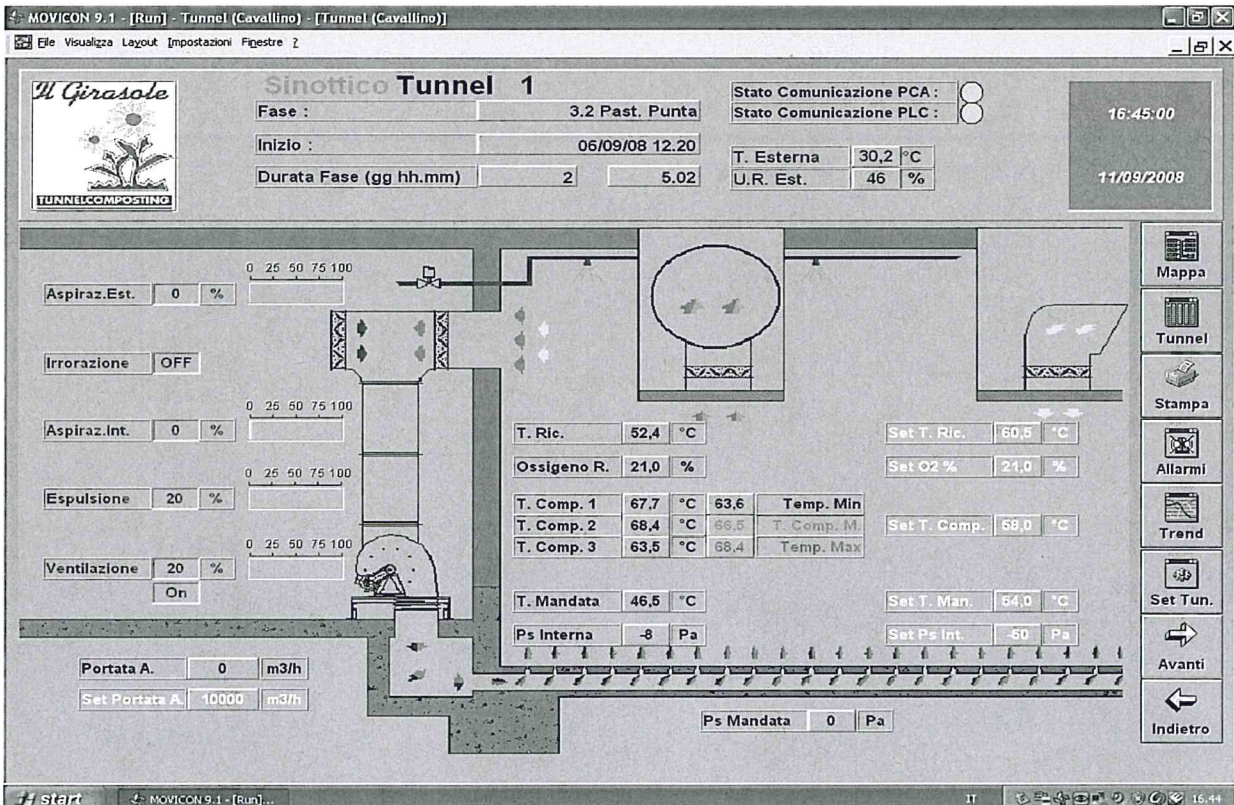 MOVICON 9.1 - [Run] - Tunnel (Cavallino) - [Tunnel (Cavallino)]
File Visualizza Layout Impostazioni Finestre ?
Il Girasole
TUNNELCOMPOSTING
Sinottico Tunnel 1
Fase : 3.2 Past. Punta
Inizio : 06/09/08 12.20
Durata Fase (gg hh.mm) 2 5.02
Stato Comunicazione PCA :
Stato Comunicazione PLC :
T. Esterna 30,2 °C
U.R. Est. 46 %
16:45:00
11/09/2008
0 25 50 75 100
Aspiraz.Est. 0 %
Irrorazione OFF
0 25 50 75 100
Aspiraz.Int. 0 %
0 25 50 75 100
Espulsione 20 %
0 25 50 75 100
Ventilazione 20 %
On
Portata A. 0 m3/h
Set Portata A. 10000 m3/h
T. Ric. 52,4 °C
Ossigeno R. 21,0 %
T. Comp. 1 67,7 °C 63,6 Temp. Min
T. Comp. 2 68,4 °C 66,5 T. Comp. M.
T. Comp. 3 63,5 °C 68,4 Temp. Max
T. Mandata 46,5 °C
Ps Interna -8 Pa
Set T. Ric. 60,5 °C
Set O2 % 21,0 %
Set T. Comp. 58,0 °C
Set T. Man. 54,0 °C
Set Ps Int. -50 Pa
Ps Mandata 0 Pa
Mappa
Tunnel
Stampa
Allarmi
Trend
Set Tun.
Avanti
Indietro
start
MOVICON 9.1 - [Run]...
IT
16.44